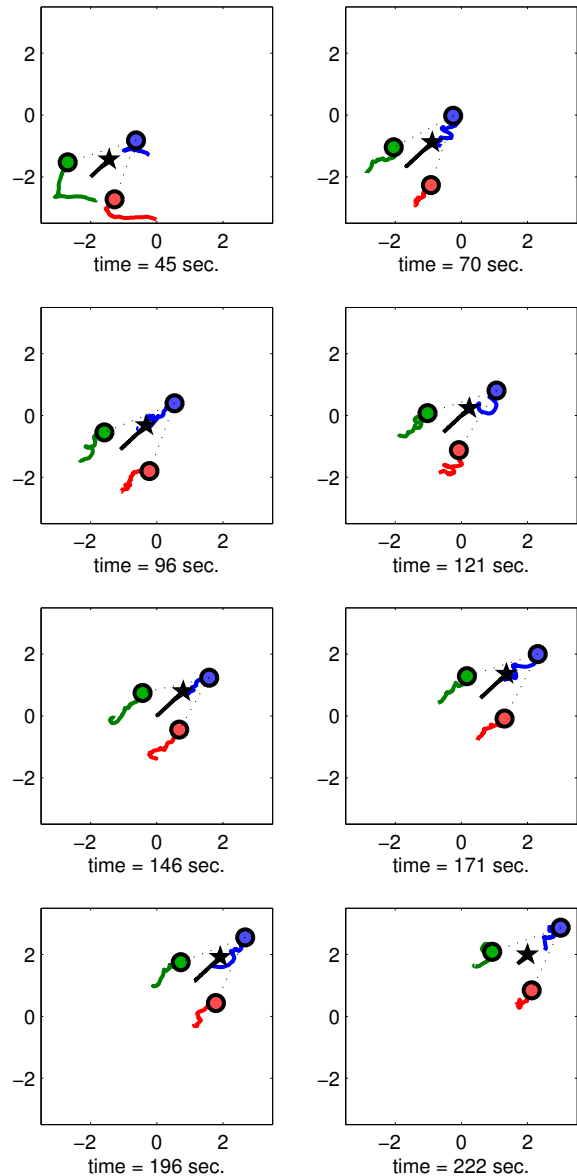 2
0
−2
−2 0 2
time = 45 sec.
2
0
−2
−2 0 2
time = 70 sec.
2
0
−2
−2 0 2
time = 96 sec.
2
0
−2
−2 0 2
time = 121 sec.
2
0
−2
−2 0 2
time = 146 sec.
2
0
−2
−2 0 2
time = 171 sec.
2
0
−2
−2 0 2
time = 196 sec.
2
0
−2
−2 0 2
time = 222 sec.